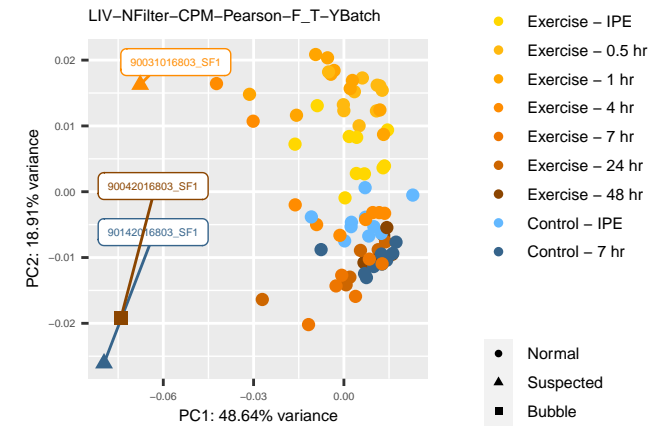 LIV−NFilter−CPM−Pearson−F_T−YBatch
0.02
0.01
0.00
−0.01
−0.02
PC2: 18.91% variance
90031016803_SF1
90042016803_SF1
90142016803_SF1
−0.06
−0.03
0.00
PC1: 48.64% variance
Exercise − IPE
Exercise − 0.5 hr
Exercise − 1 hr
Exercise − 4 hr
Exercise − 7 hr
Exercise − 24 hr
Exercise − 48 hr
Control − IPE
Control − 7 hr
Normal
Suspected
Bubble